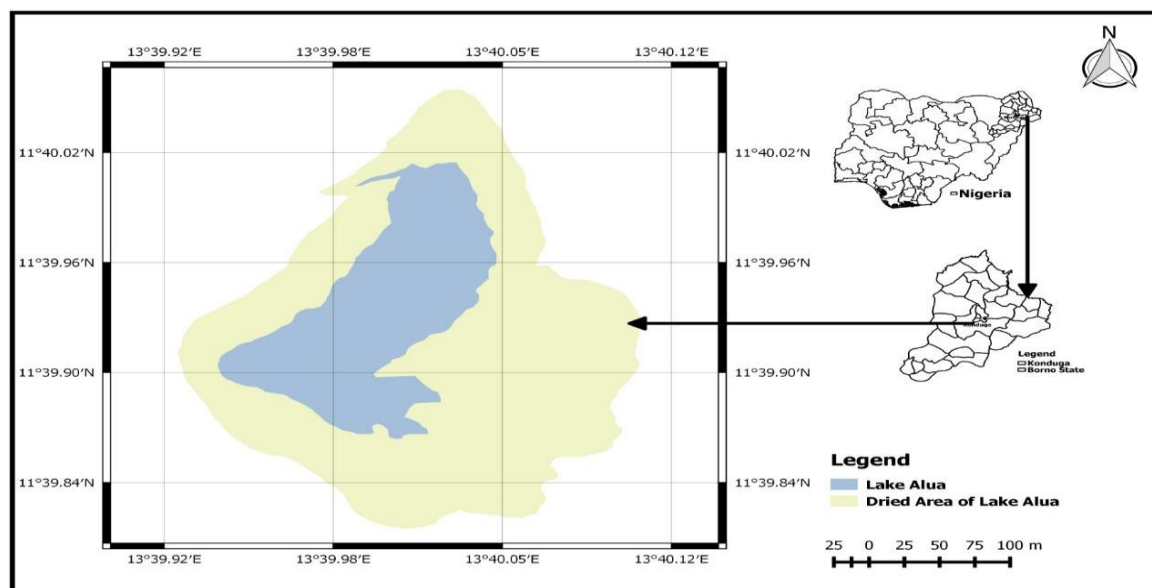 N
13°39.92′E 13°39.98′E 13°40.05′E 13°40.12′E
11°40.02′N 11°40.02′N
Nigeria
11°39.96′N 11°39.96′N
Konduga
Legend
Konduga
Borno State
11°39.90′N 11°39.90′N
Legend
Lake Alua
Dried Area of Lake Alua
11°39.84′N 11°39.84′N
25 0 25 50 75 100 m
13°39.92′E 13°39.98′E 13°40.05′E 13°40.12′E